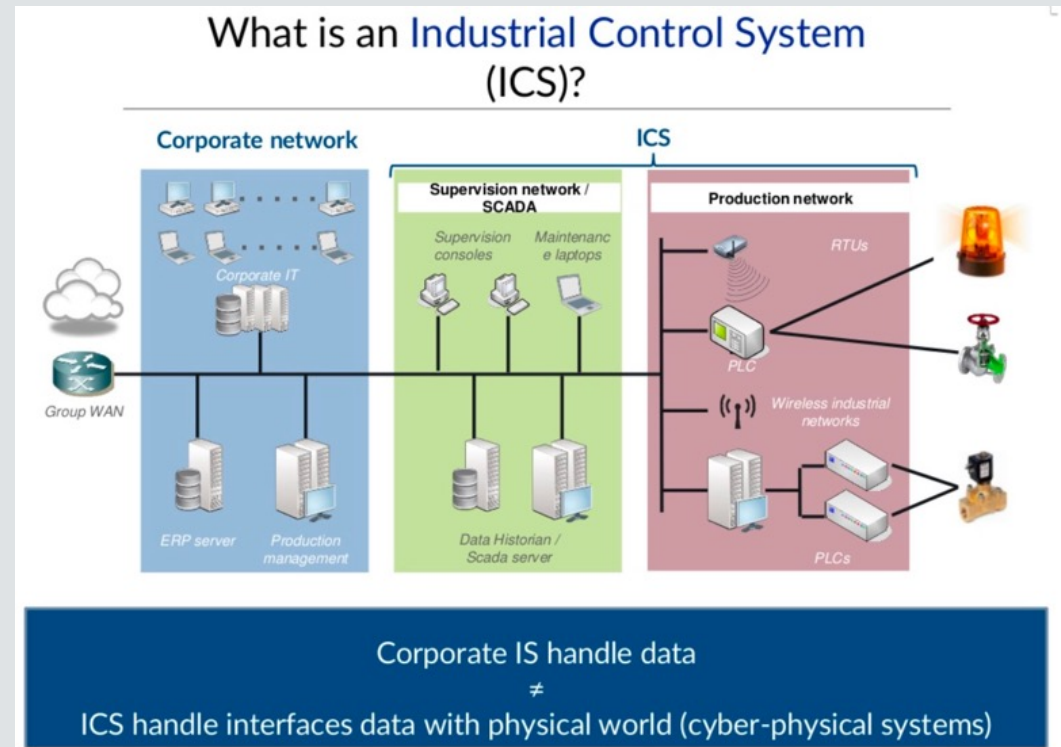 What is an Industrial Control System
(ICS)?
Corporate network
ICS
Supervision network /
SCADA
Production network
Supervision
consoles
Maintenanc
e laptops
RTUs
Corporate IT
PLC
Group WAN
Wireless industrial
networks
ERP server
Production
management
Data Historian /
Scada server
PLCs
Corporate IS handle data
≠
ICS handle interfaces data with physical world (cyber-physical systems)